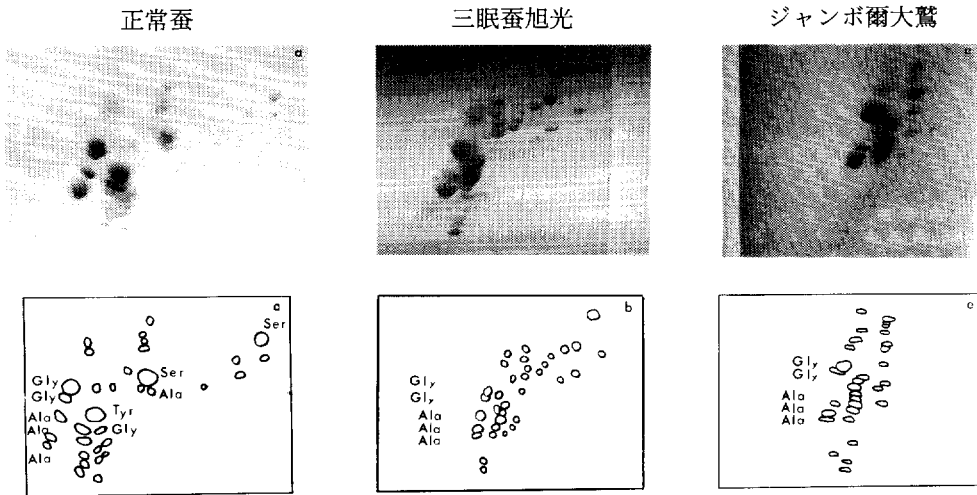 正常蚕
三眠蚕旭光
ジャンボ爾大鷲
a
c
a
Ser
Ser
Gly
Gly
Ala
Ala
Tyr
Ala
Gly
Ala
b
Gly
Gly
Ala
Ala
Ala
c
Gly
Gly
Ala
Ala
Ala